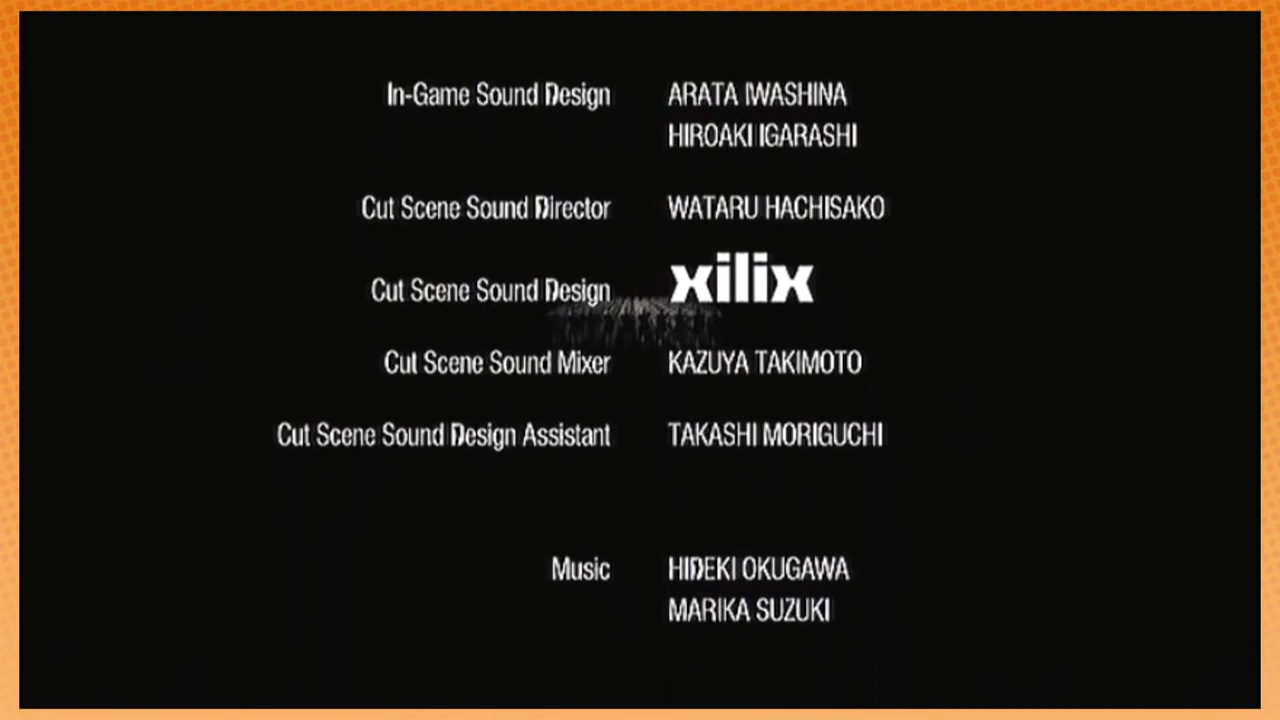 In-Game Sound Design ARATA IWASHINA
HIROAKI IGARASHI
Cut Scene Sound Director WATARU HACHISAKO
Cut Scene Sound Design xilix
Cut Scene Sound Mixer KAZUYA TAKIMOTO
Cut Scene Sound Design Assistant TAKASHI MORIGUCHI
Music HIDEKI OKUGAWA
MARIKA SUZUKI